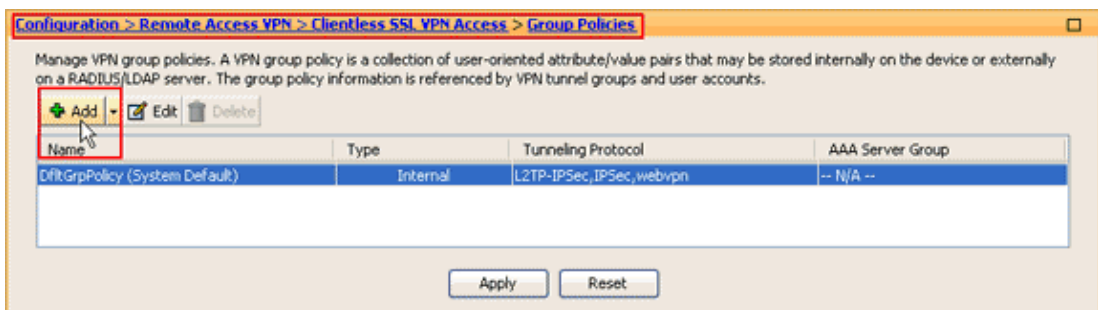 Configuration > Remote Access VPN > Clientless SSL VPN Access > Group Policies
Manage VPN group policies. A VPN group policy is a collection of user-oriented attribute/value pairs that may be stored internally on the device or externally
on a RADIUS/LDAP server. The group policy information is referenced by VPN tunnel groups and user accounts.
Add Edit Delete
Name Type Tunneling Protocol AAA Server Group
DfltGrpPolicy (System Default) Internal L2TP-IPSec,IPSec,webvpn -- N/A --
Apply Reset